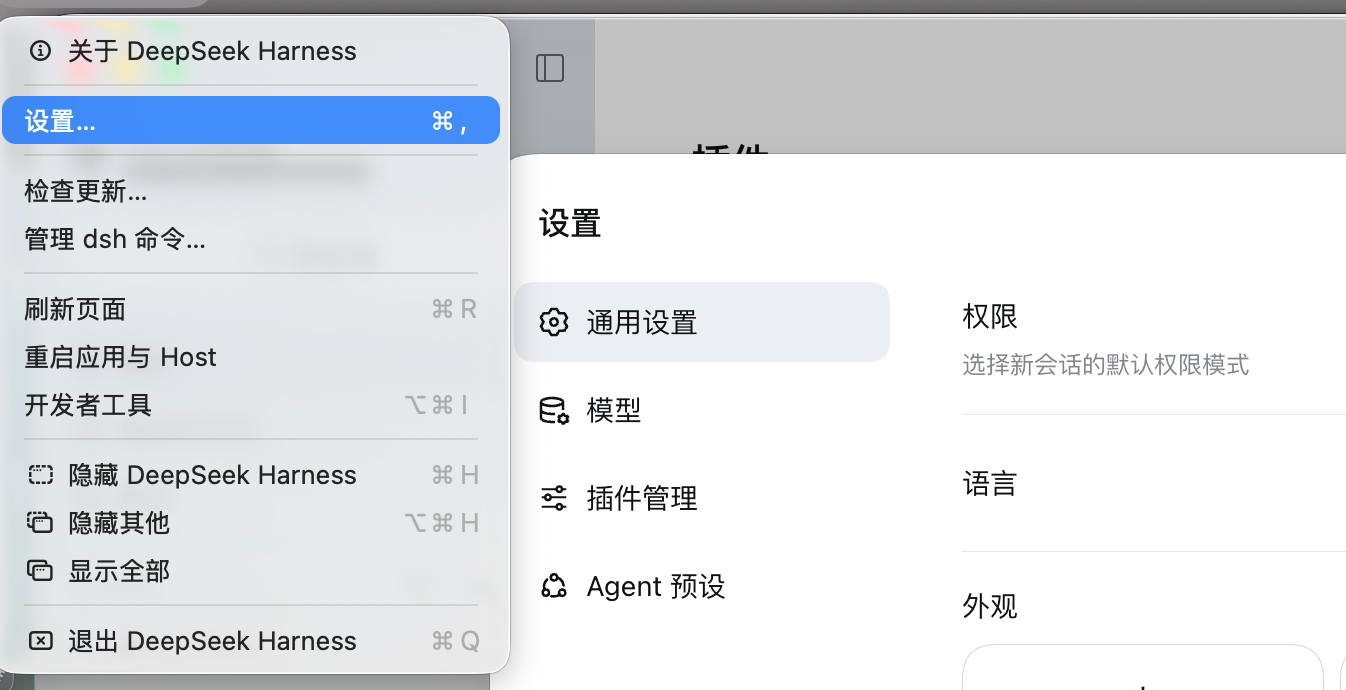 关于 DeepSeek Harness
设置... ⌘ ,
检查更新...
管理 dsh 命令...
刷新页面 ⌘ R
重启应用与 Host
开发者工具 ⌥ ⌘ I
隐藏 DeepSeek Harness ⌘ H
隐藏其他 ⌥ ⌘ H
显示全部
退出 DeepSeek Harness ⌘ Q
插件
设置
通用设置
模型
插件管理
Agent 预设
权限
选择新会话的默认权限模式
语言
外观